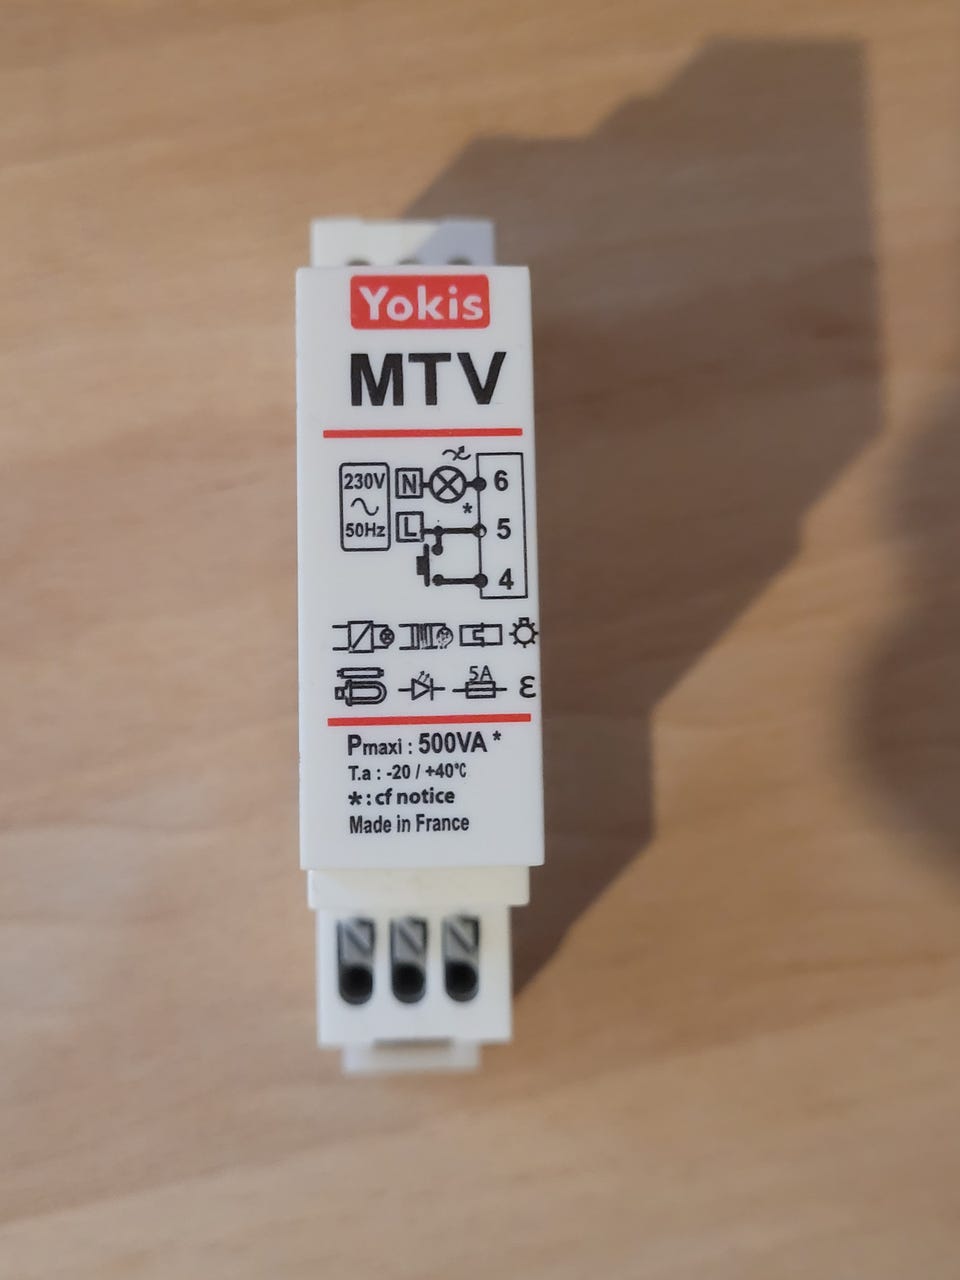 Yokis
MTV
230V N 6
50Hz L * 5
4
5A ε
Pmaxi : 500VA *
T.a : -20 / +40°C
* : cf notice
Made in France